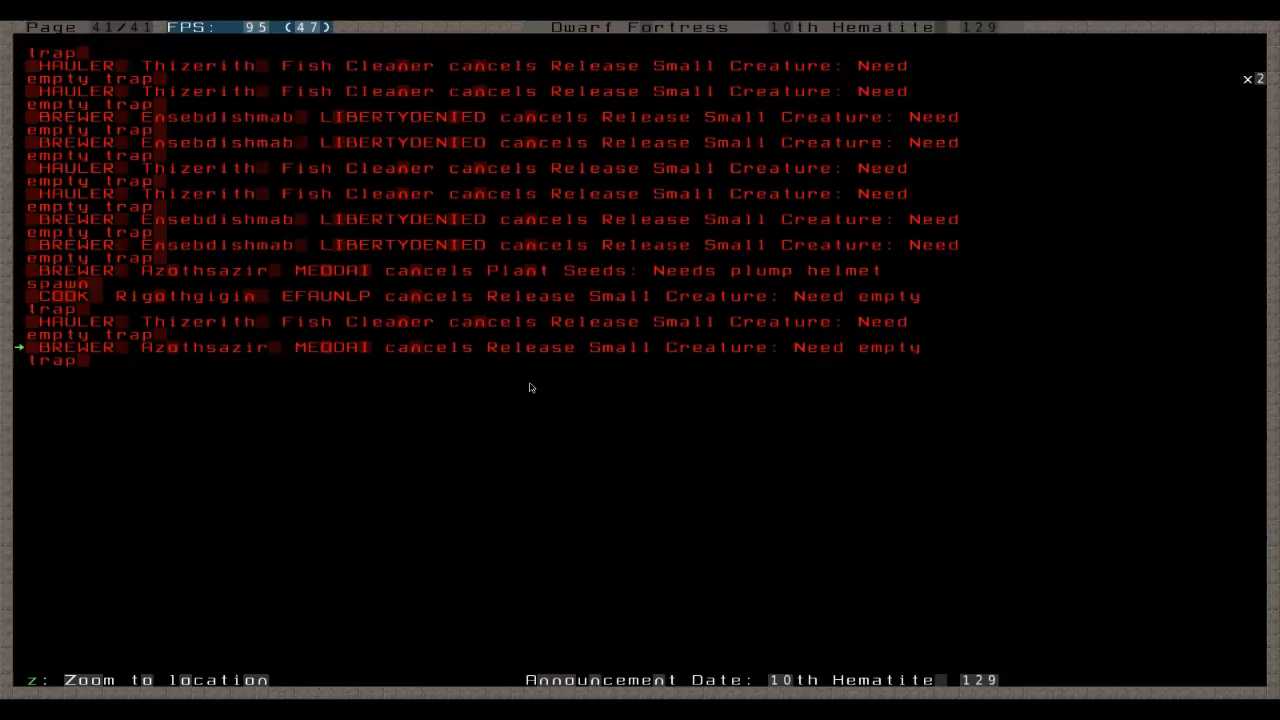 Page 41/41 FPS: 95 (47) Dwarf Fortress 10th Hematite 129
trap
HAULER Thizerith Fish Cleaner cancels Release Small Creature: Need
×2
empty trap
HAULER Thizerith Fish Cleaner cancels Release Small Creature: Need
empty trap
BREWER Ensebdishmab LIBERTYDENIED cancels Release Small Creature: Need
empty trap
BREWER Ensebdishmab LIBERTYDENIED cancels Release Small Creature: Need
empty trap
HAULER Thizerith Fish Cleaner cancels Release Small Creature: Need
empty trap
HAULER Thizerith Fish Cleaner cancels Release Small Creature: Need
empty trap
BREWER Ensebdishmab LIBERTYDENIED cancels Release Small Creature: Need
empty trap
BREWER Ensebdishmab LIBERTYDENIED cancels Release Small Creature: Need
empty trap
BREWER Azothsazir MEODAI cancels Plant Seeds: Needs plump helmet
spawn
COOK Rigothgigin EFAUNLP cancels Release Small Creature: Need empty
trap
HAULER Thizerith Fish Cleaner cancels Release Small Creature: Need
empty trap
BREWER Azothsazir MEODAI cancels Release Small Creature: Need empty
trap
z: Zoom to location Announcement Date: 10th Hematite 129